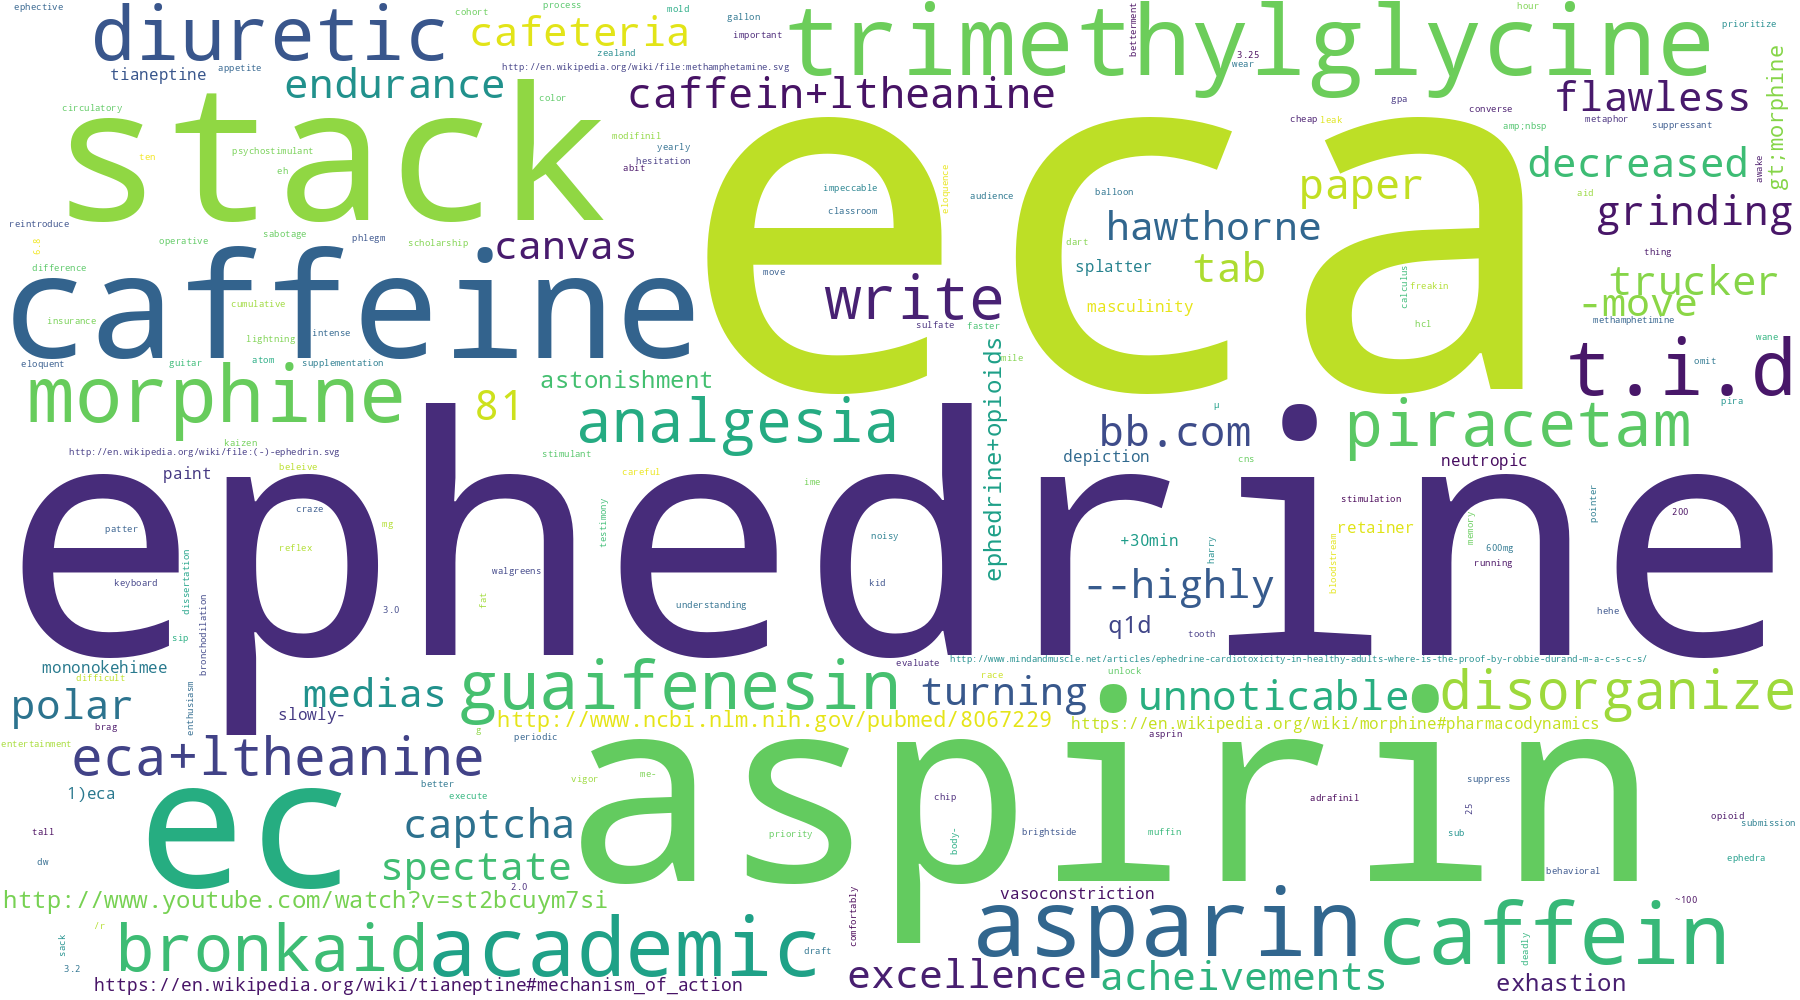 ephective
cohort
process
mold
gallon
hour
prioritize
diuretic
cafeteria
important
betterment
trimethylglycine
zealand
3.25
wear
tianeptine
appetite
endurance
http://en.wikipedia.org/wiki/file:methamphetamine.svg
caffein+ltheanine
flawless
gt;morphine
circulatory
color
gpa
converse
stack
eca
cheap
leak
metaphor
amp;nbsp
suppressant
modifinil
yearly
hesitation
abit
ten
psychostimulant
eh
decreased
awake
impeccable
classroom
eloquence
audience
balloon
paper
aid
scholarship
reintroduce
phlegm
sabotage
operative
6.6
canvas
hawthorne
dart
grinding
thing
difference
caffeine
move
splatter
tab
calculus
freakin
trucker
-move
cumulative
insurance
lightning
intense
write
masculinity
sulfate
faster
hcl
methamphetimine
wane
eloquent
guitar
atom
supplementation
mile
omit
t.i.d
morphine
astonishment
81
analgesia
ephedrine+opioids
µ
pira
bb.com
piracetam
kaizen
http://en.wikipedia.org/wiki/file:(-)-ephedrin.svg
stimulant
depiction
cns
neutropic
paint
beleive
careful
ime
ephedrine
craze
stimulation
pointer
200
patter
mg
testimony
retainer
memory
reflex
noisy
+30min
harry
600mg
running
bloodstream
dissertation
keyboard
walgreens
kid
--highly
bronchodilation
3.0
fat
understanding
hehe
q1d
tooth
sip
mononokehimee
evaluate
http://www.mindandmuscle.net/articles/ephedrine-cardiotoxicity-in-healthy-adults-where-is-the-proof-by-robbie-durand-m-a-c-s-c-s/
difficult
race
unlock
enthusiasm
medias
guaifenesin
turning
•unnoticable•
disorganize
polar
slowly-
http://www.ncbi.nlm.nih.gov/pubmed/8067229
https://en.wikipedia.org/wiki/morphine#pharmacodynamics
brag
periodic
asprin
entertainment
eca+ltheanine
aspirin
vigor
me-
better
suppress
1)eca
execute
chip
adrafinil
25
ec
opioid
submission
tall
captcha
priority
body-
brightside
muffin
sub
dw
spectate
ephedra
behavioral
2.0
http://www.youtube.com/watch?v=st2bcuym7si
vasoconstriction
~100
comfortably
/r
sack
bronkaid
academic
draft
asparin
caffein
deadly
3.2
https://en.wikipedia.org/wiki/tianeptine#mechanism_of_action
excellence
acheivements
exhastion